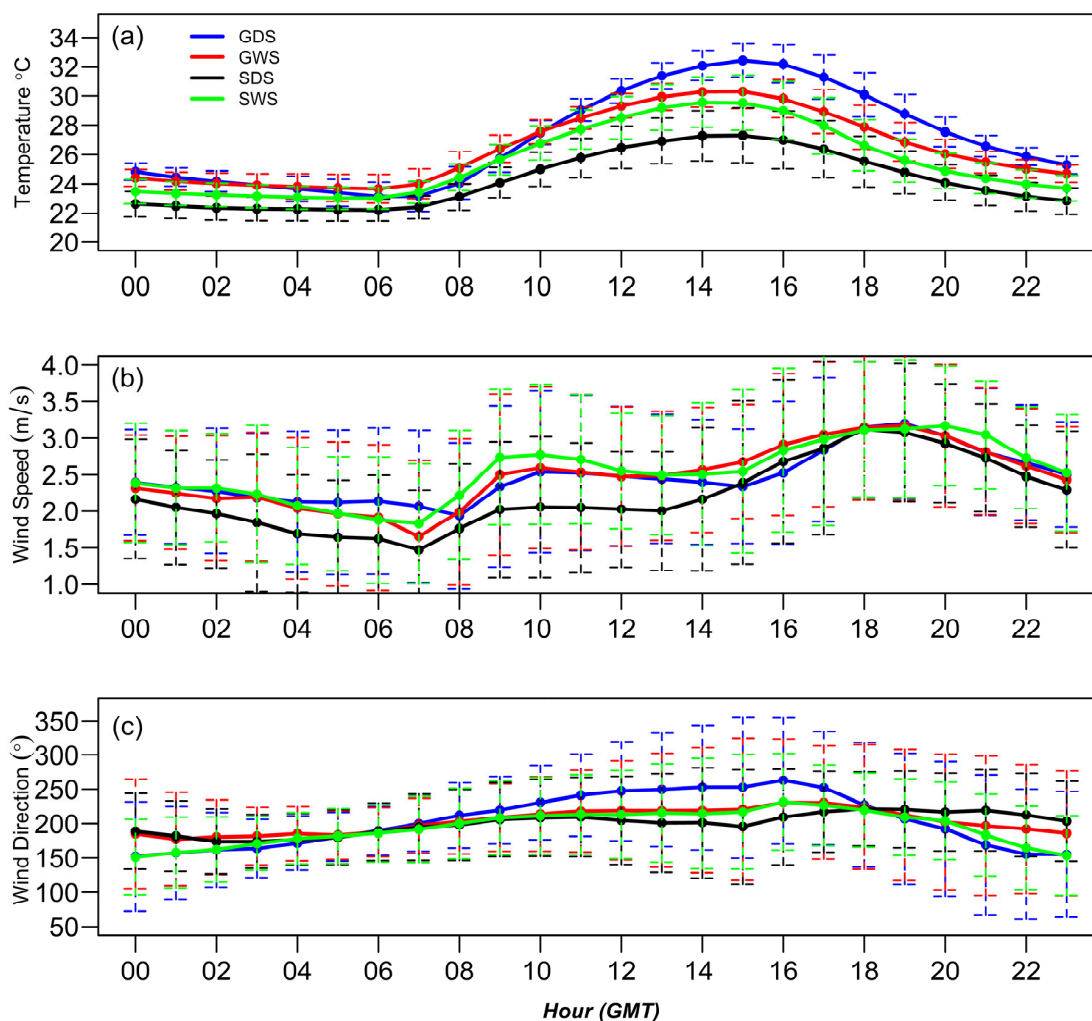 (a)
GDS
GWS
SDS
SWS
Temperature °C
34
32
30
28
26
24
22
20
00 02 04 06 08 10 12 14 16 18 20 22
(b)
Wind Speed (m/s)
4.0
3.5
3.0
2.5
2.0
1.5
1.0
00 02 04 06 08 10 12 14 16 18 20 22
(c)
Wind Direction (°)
350
300
250
200
150
100
50
00 02 04 06 08 10 12 14 16 18 20 22
Hour (GMT)